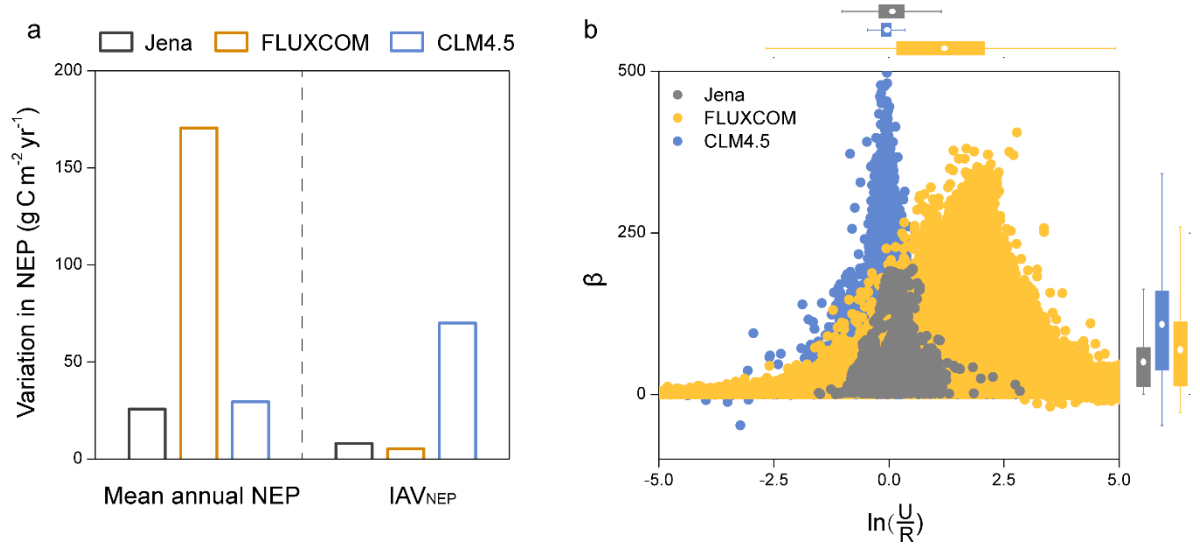 a
Jena FLUXCOM CLM4.5
200
150
100
50
0
Variation in NEP (g C m⁻² yr⁻¹)
Mean annual NEP IAVNEP
b
500
250
0
β
Jena
FLUXCOM
CLM4.5
-5.0 -2.5 0.0 2.5 5.0
ln(U/R)